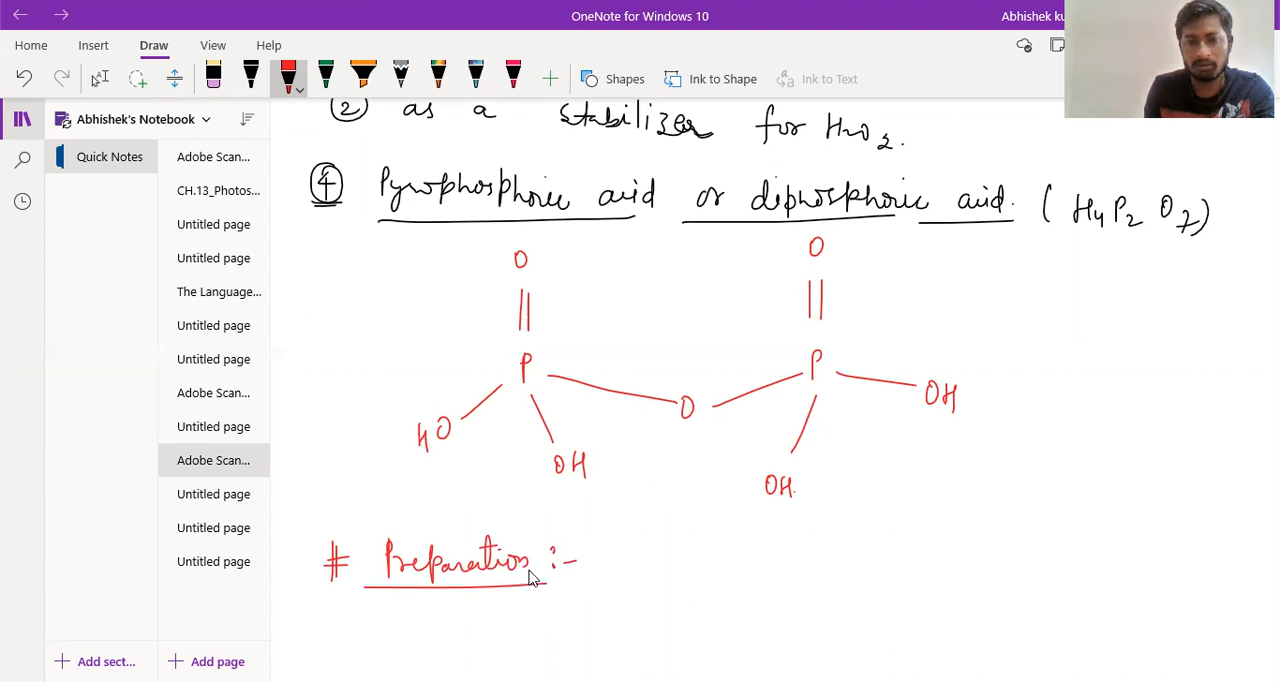 OneNote for Windows 10
Abhishek ku
Home Insert Draw View Help
Shapes Ink to Shape Ink to Text
Abhishek's Notebook
Quick Notes
Adobe Scan...
CH.13_Photos...
Untitled page
Untitled page
The Language...
Untitled page
Untitled page
Adobe Scan...
Untitled page
Adobe Scan...
Untitled page
Untitled page
Untitled page
Add sect... Add page
② as a stabilizer for H2O2.
④ Pyrophosphoric acid or diphosphoric acid. (H4P2O7)
O O
P P
HO O OH
OH OH.
# Preparation :-